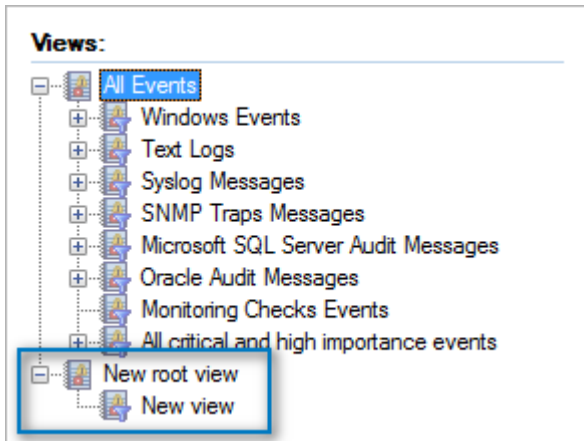 Views:
All Events
Windows Events
Text Logs
Syslog Messages
SNMP Traps Messages
Microsoft SQL Server Audit Messages
Oracle Audit Messages
Monitoring Checks Events
All critical and high importance events
New root view
New view